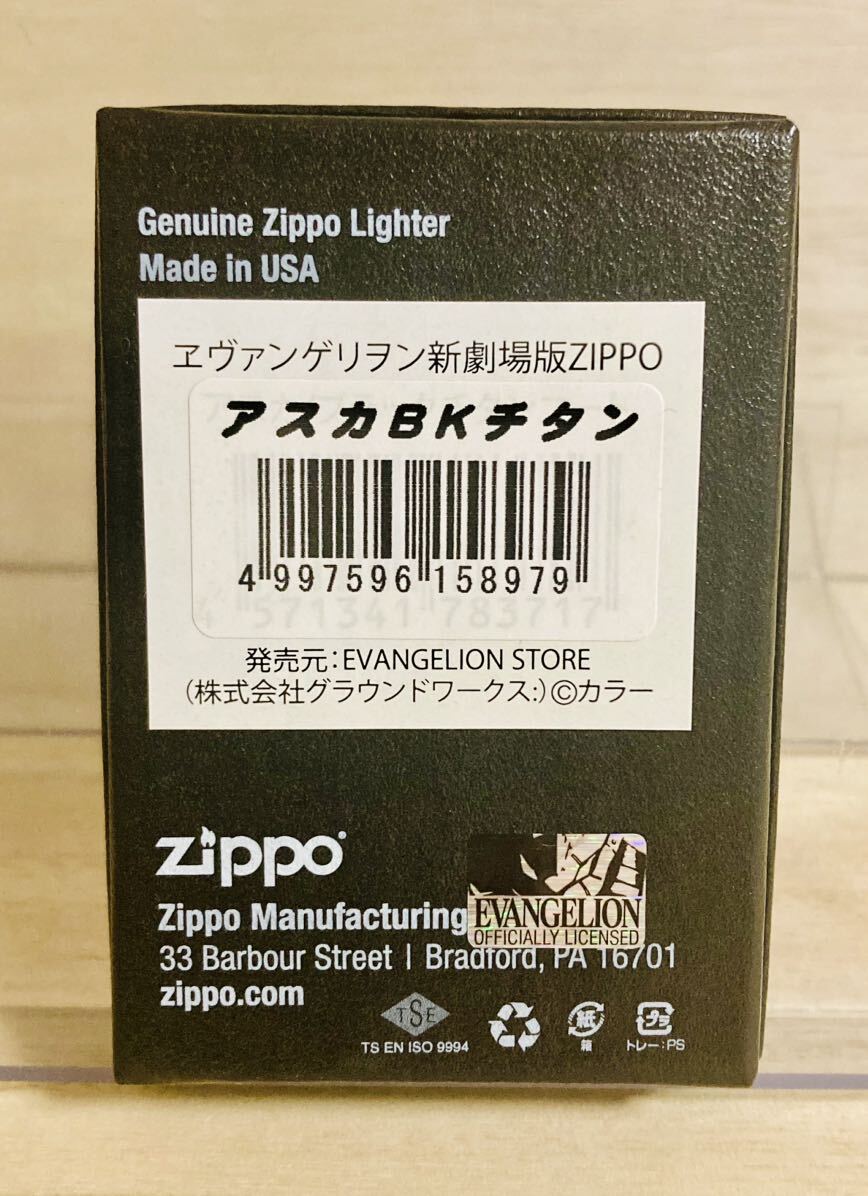 Genuine Zippo Lighter
Made in USA
ヱヴァンゲリヲン新劇場版ZIPPO
アスカBKチタン
4 997596 158979
4 571341 783717
発売元：EVANGELION STORE
（株式会社グラウンドワークス:）©カラー
zippo
Zippo Manufacturing
33 Barbour Street | Bradford, PA 16701
zippo.com
EVANGELION
OFFICIALLY LICENSED
TSE
TS EN ISO 9994
紙
箱
プラ
トレー：PS